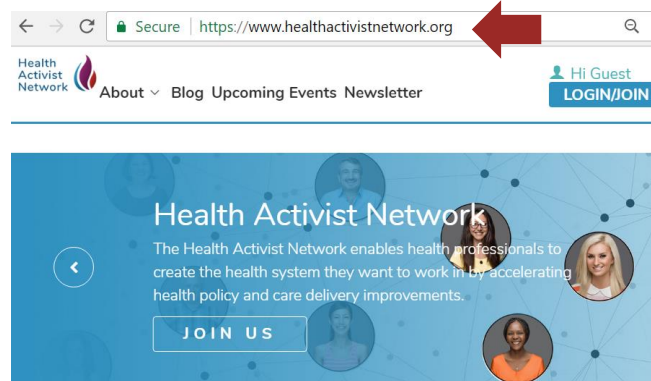 Secure | https://www.healthactivistnetwork.org
Health
Activist
Network
About Blog Upcoming Events Newsletter
Hi Guest
LOGIN/JOIN
Health Activist Network
The Health Activist Network enables health professionals to
create the health system they want to work in by accelerating
health policy and care delivery improvements.
JOIN US